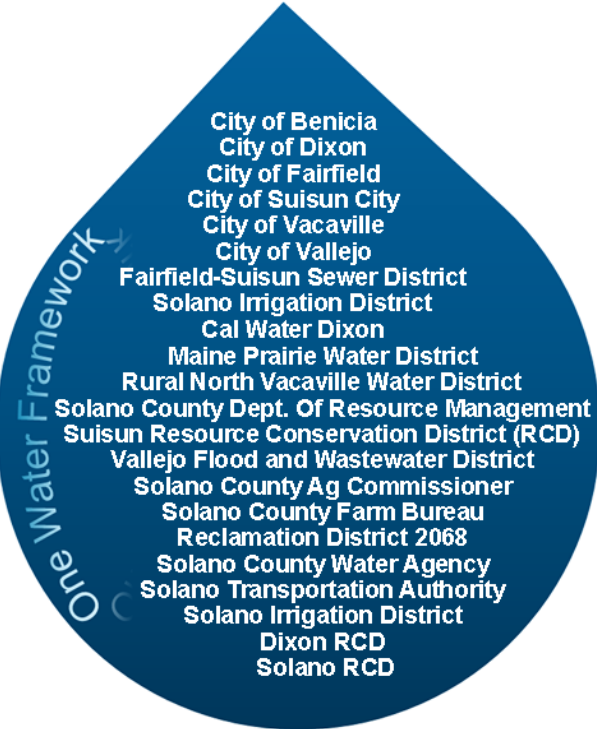 City of Benicia
City of Dixon
City of Fairfield
City of Suisun City
City of Vacaville
City of Vallejo
Fairfield-Suisun Sewer District
Solano Irrigation District
Cal Water Dixon
Maine Prairie Water District
Rural North Vacaville Water District
Solano County Dept. Of Resource Management
Suisun Resource Conservation District (RCD)
Vallejo Flood and Wastewater District
Solano County Ag Commissioner
Solano County Farm Bureau
Reclamation District 2068
Solano County Water Agency
Solano Transportation Authority
Solano Irrigation District
Dixon RCD
Solano RCD
One Water Framework